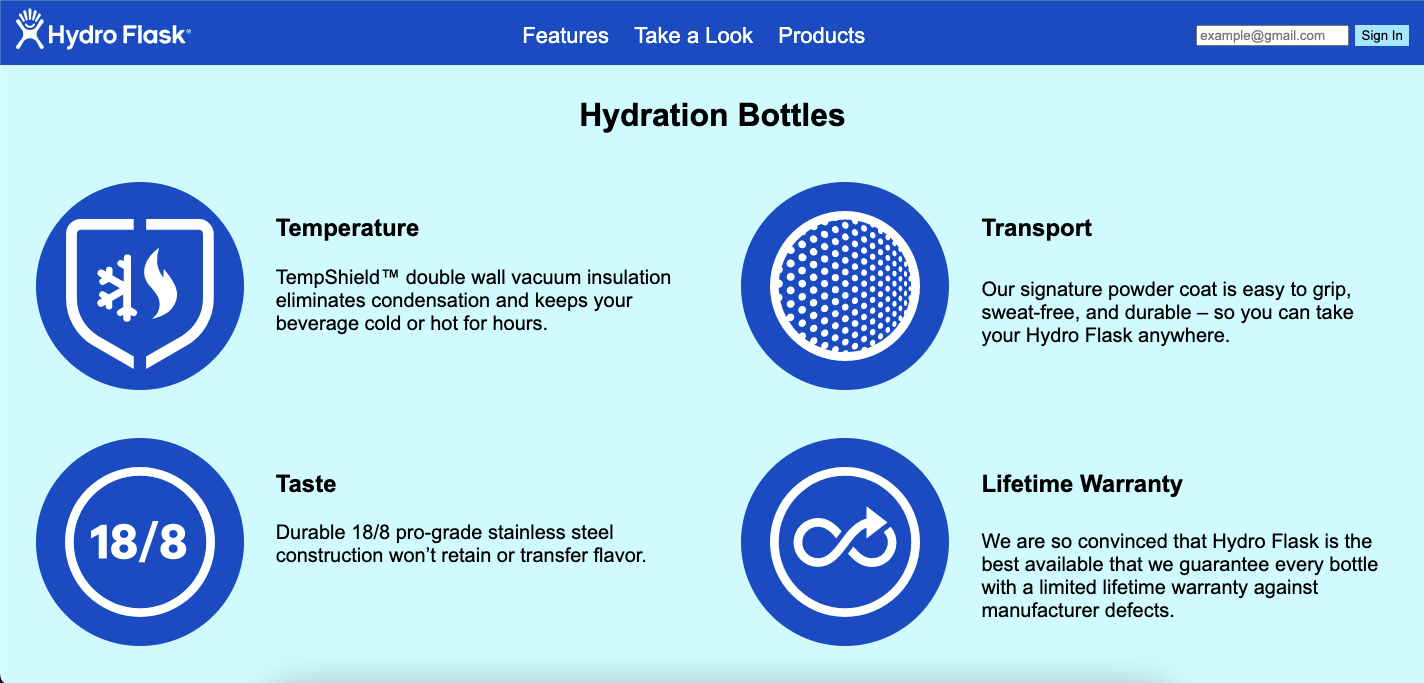 Hydro Flask®
Features
Take a Look
Products
example@gmail.com
Sign In
Hydration Bottles
Temperature
TempShield™ double wall vacuum insulation
eliminates condensation and keeps your
beverage cold or hot for hours.
Transport
Our signature powder coat is easy to grip,
sweat-free, and durable – so you can take
your Hydro Flask anywhere.
18/8
Taste
Durable 18/8 pro-grade stainless steel
construction won’t retain or transfer flavor.
Lifetime Warranty
We are so convinced that Hydro Flask is the
best available that we guarantee every bottle
with a limited lifetime warranty against
manufacturer defects.